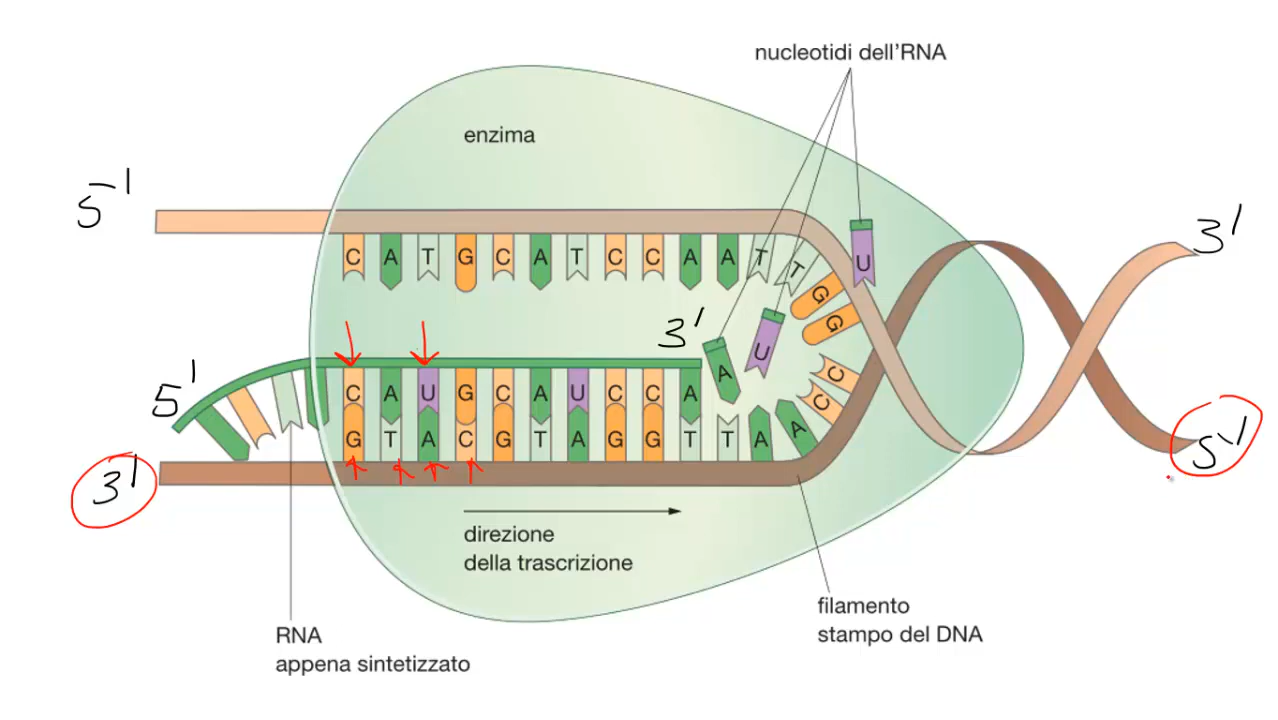 nucleotidi dell'RNA
enzima
5'
3'
C A T G C A T C C A A T T G G C C
U
U
A
3'
5'
C A U G C A U C C A
G T A C G T A G G T T A A
3'
5'
direzione
della trascrizione
filamento
stampo del DNA
RNA
appena sintetizzato